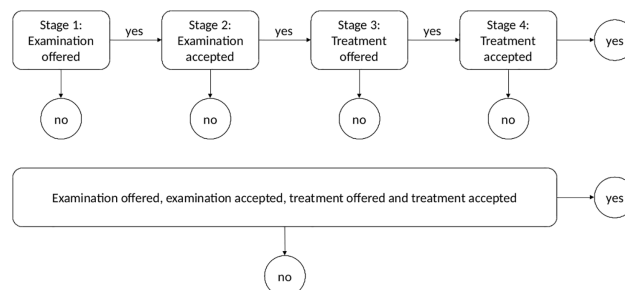 Stage 1:
Examination
offered
yes
Stage 2:
Examination
accepted
yes
Stage 3:
Treatment
offered
yes
Stage 4:
Treatment
accepted
yes
no
no
no
no
Examination offered, examination accepted, treatment offered and treatment accepted
yes
no